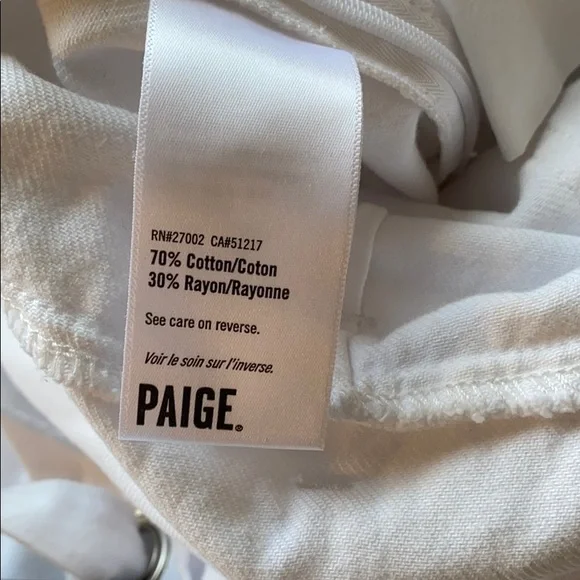 RN#27002 CA#51217
70% Cotton/Coton
30% Rayon/Rayonne
See care on reverse.
Voir le soin sur l'inverse.
PAIGE®